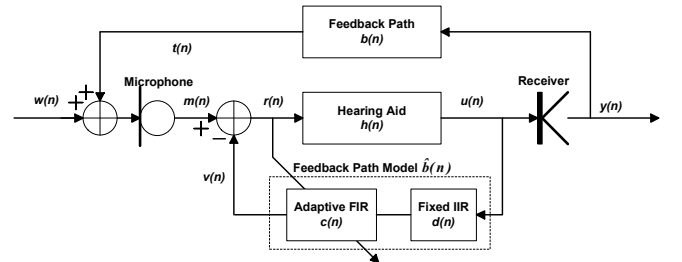 Feedback Path
b(n)
t(n)
Microphone
Receiver
w(n)
+
+
m(n)
r(n)
Hearing Aid
h(n)
u(n)
y(n)
+
−
v(n)
Feedback Path Model b̂(n)
Adaptive FIR
c(n)
Fixed IIR
d(n)